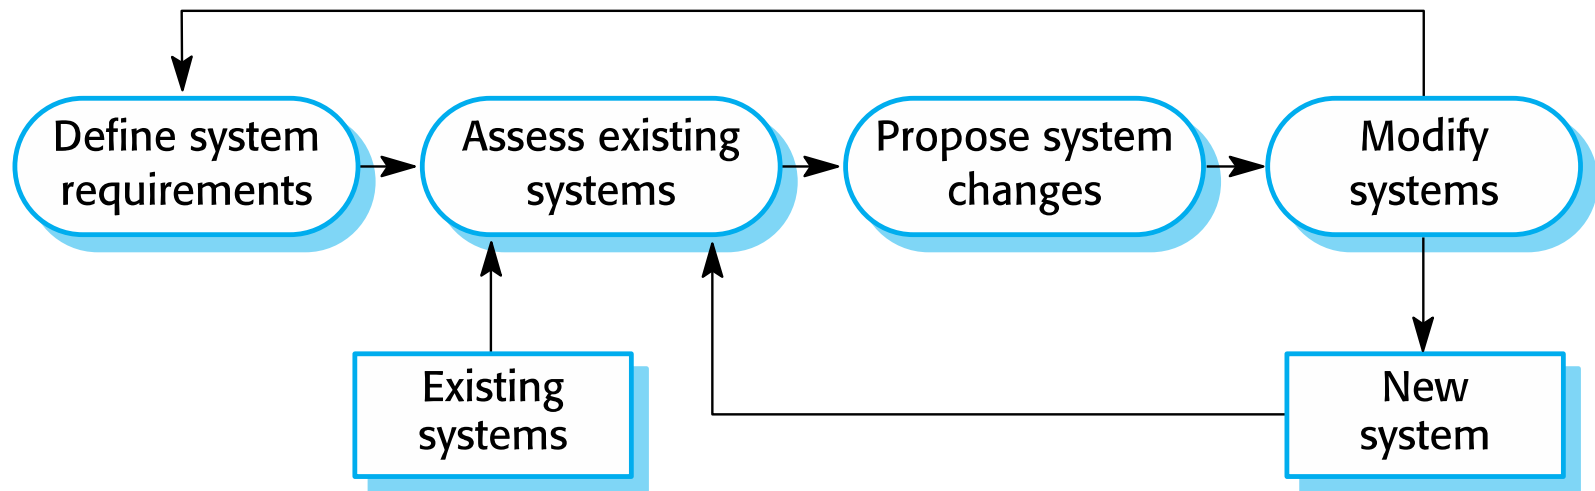 Define system
requirements
Assess existing
systems
Propose system
changes
Modify
systems
Existing
systems
New
system